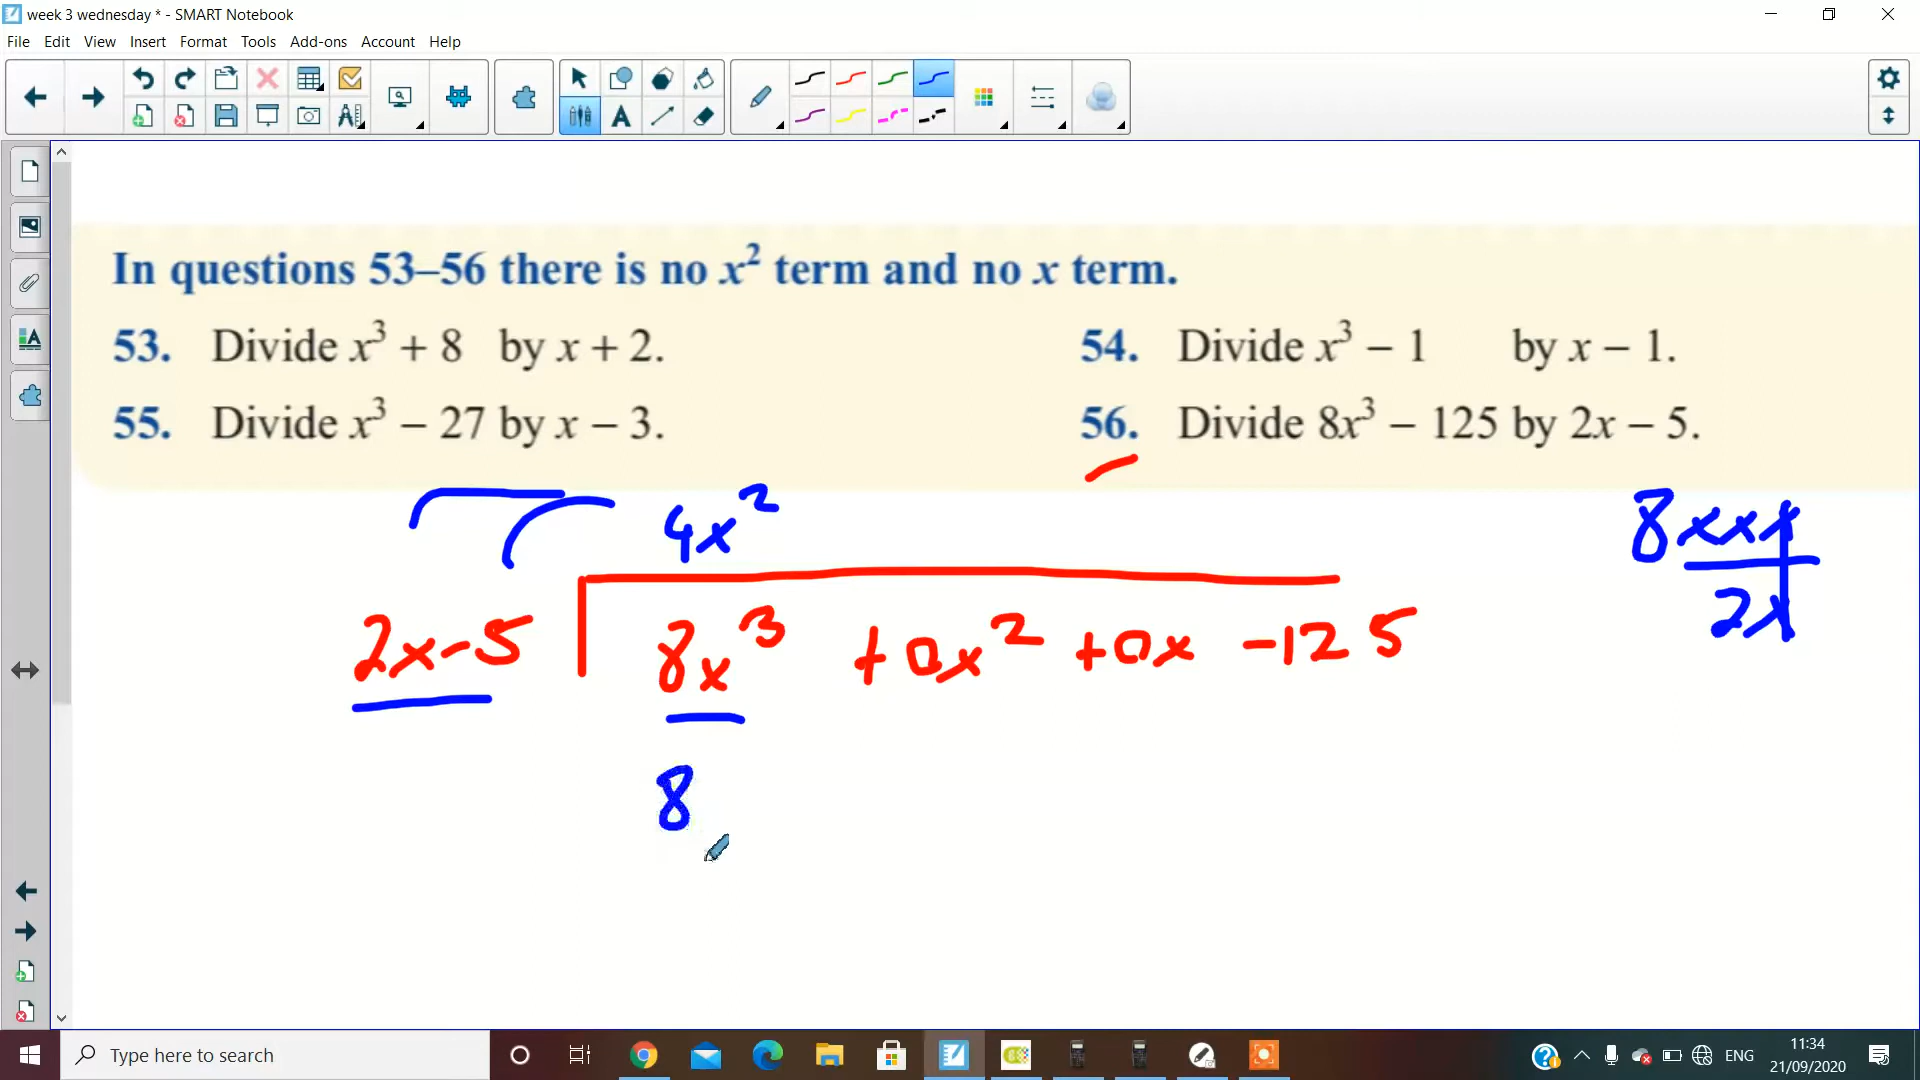 week 3 wednesday * - SMART Notebook
File Edit View Insert Format Tools Add-ons Account Help
In questions 53–56 there is no x² term and no x term.
53. Divide x³ + 8 by x + 2. 54. Divide x³ – 1 by x – 1.
55. Divide x³ – 27 by x – 3. 56. Divide 8x³ – 125 by 2x – 5.
4x²
8xxx
2x
2x-5 8x³ +0x² +0x -125
8
Type here to search
ENG
11:34
21/09/2020